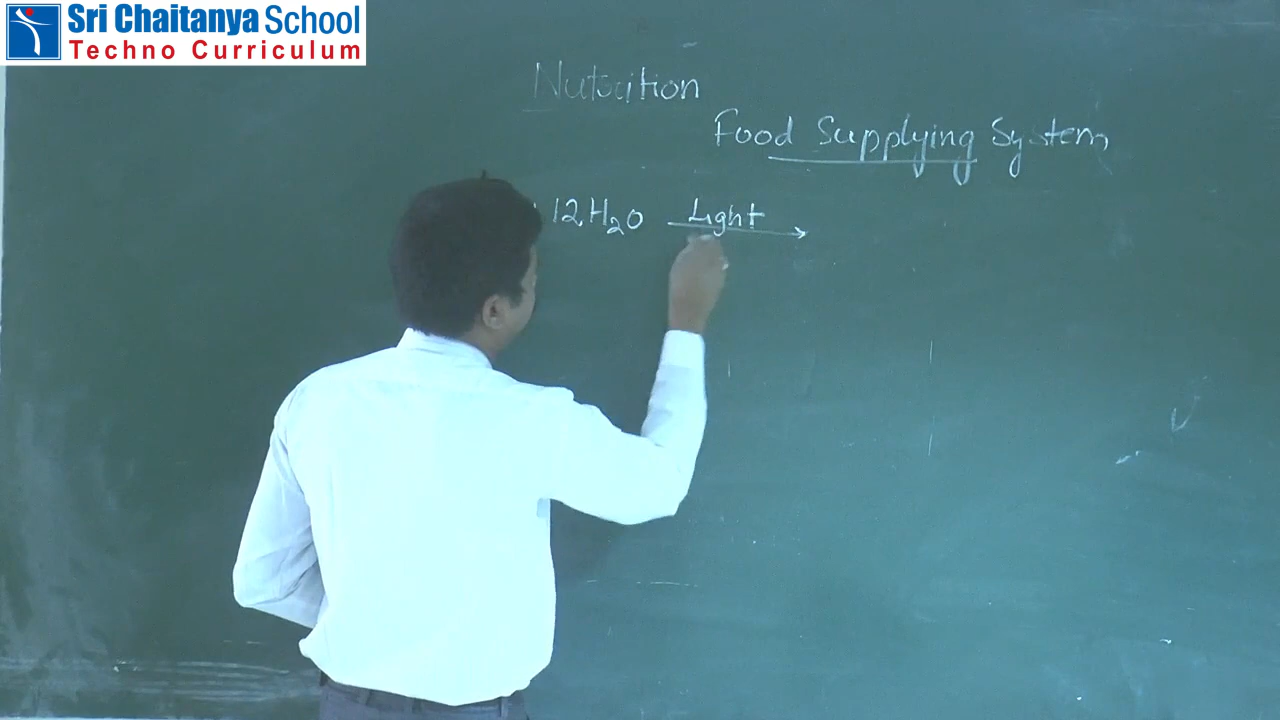 Sri Chaitanya School
Techno Curriculum
Nutrition
Food Supplying System
12H₂O Light